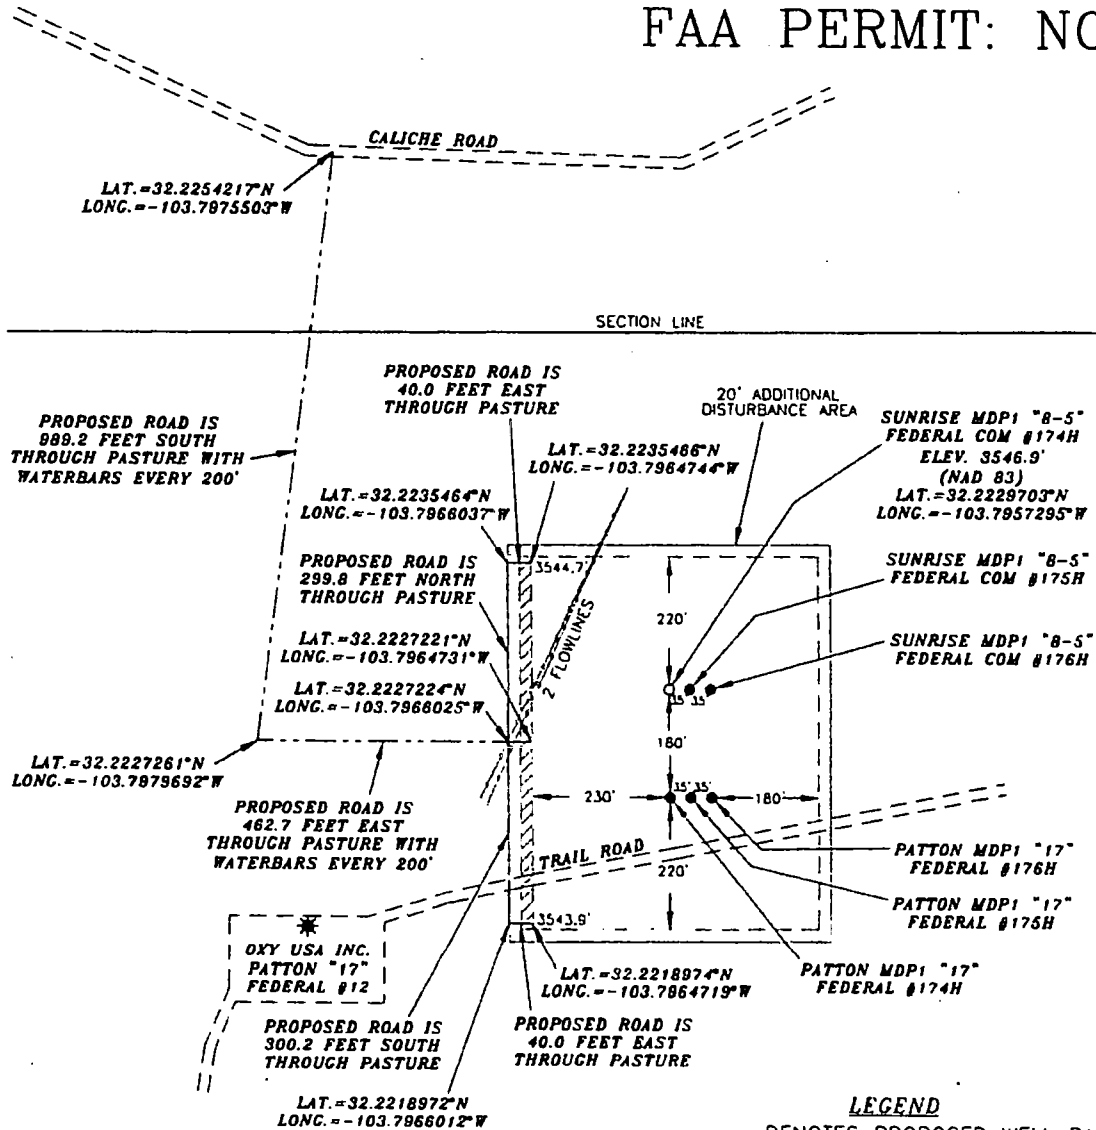 FAA PERMIT: NO
CALICHE ROAD
LAT.=32.2254217°N
LONG.=-103.7975503°W
SECTION LINE
PROPOSED ROAD IS
40.0 FEET EAST
THROUGH PASTURE
20' ADDITIONAL
DISTURBANCE AREA
SUNRISE MDP1 "8-5"
FEDERAL COM #174H
ELEV. 3546.9'
(NAD 83)
LAT.=32.2229703°N
LONG.=-103.7957295°W
PROPOSED ROAD IS
989.2 FEET SOUTH
THROUGH PASTURE WITH
WATERBARS EVERY 200'
LAT.=32.2235466°N
LONG.=-103.7964744°W
LAT.=32.2235464°N
LONG.=-103.7966037°W
3544.7'
PROPOSED ROAD IS
299.8 FEET NORTH
THROUGH PASTURE
SUNRISE MDP1 "8-5"
FEDERAL COM #175H
220'
2 FLOWLINES
LAT.=32.2227221°N
LONG.=-103.7964731°W
SUNRISE MDP1 "8-5"
FEDERAL COM #176H
LAT.=32.2227224°N
LONG.=-103.7966025°W
35' 35'
180'
LAT.=32.2227261°N
LONG.=-103.7979692°W
230'
35' 35'
180'
PROPOSED ROAD IS
462.7 FEET EAST
THROUGH PASTURE WITH
WATERBARS EVERY 200'
TRAIL ROAD
220'
PATTON MDP1 "17"
FEDERAL #176H
PATTON MDP1 "17"
FEDERAL #175H
3543.9'
OXY USA INC.
PATTON "17"
FEDERAL #12
LAT.=32.2218974°N
LONG.=-103.7964719°W
PATTON MDP1 "17"
FEDERAL #174H
PROPOSED ROAD IS
300.2 FEET SOUTH
THROUGH PASTURE
PROPOSED ROAD IS
40.0 FEET EAST
THROUGH PASTURE
LAT.=32.2218972°N
LONG.=-103.7966012°W
LEGEND